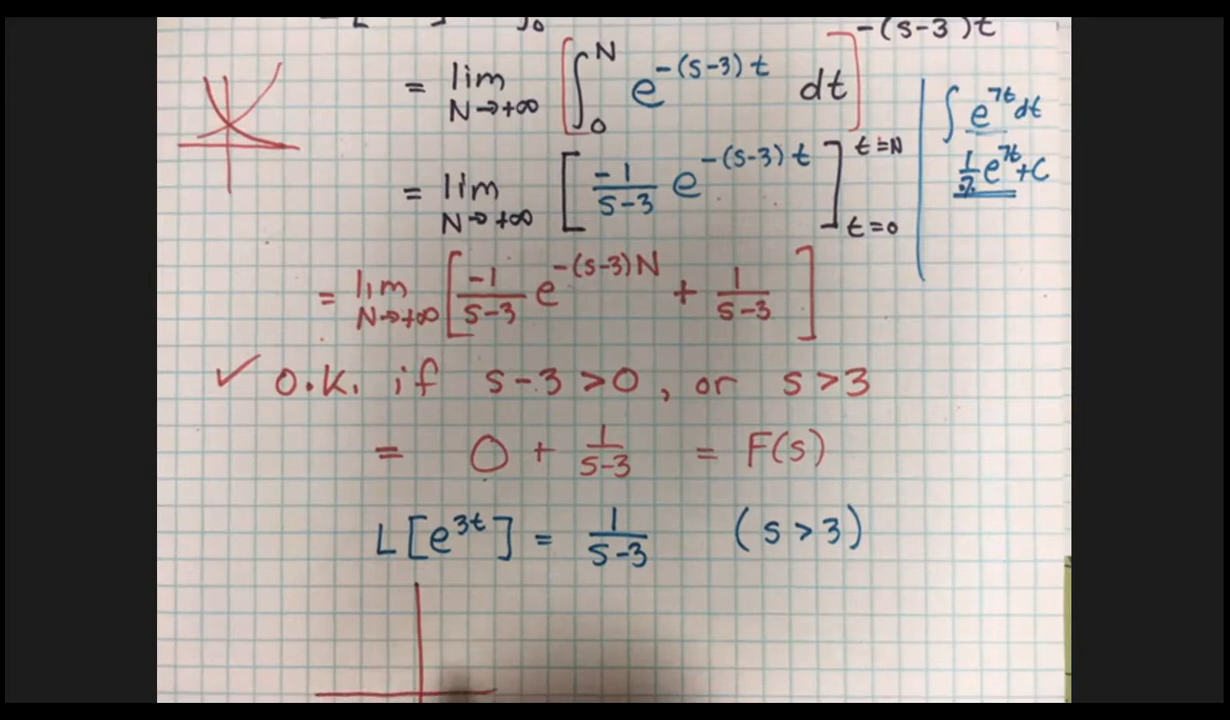 -(s-3)t
= lim N→+∞ [∫₀ᴺ e^{-(s-3)t} dt]
∫ e^{7t} dt
1/7 e^{7t} + C
= lim N→+∞ [-1/(s-3) e^{-(s-3)t}] t=N t=0
= lim N→+∞ [-1/(s-3) e^{-(s-3)N} + 1/(s-3)]
✓ O.K. if s-3>0, or s>3
= 0 + 1/(s-3) = F(s)
L[e^{3t}] = 1/(s-3) (s>3)